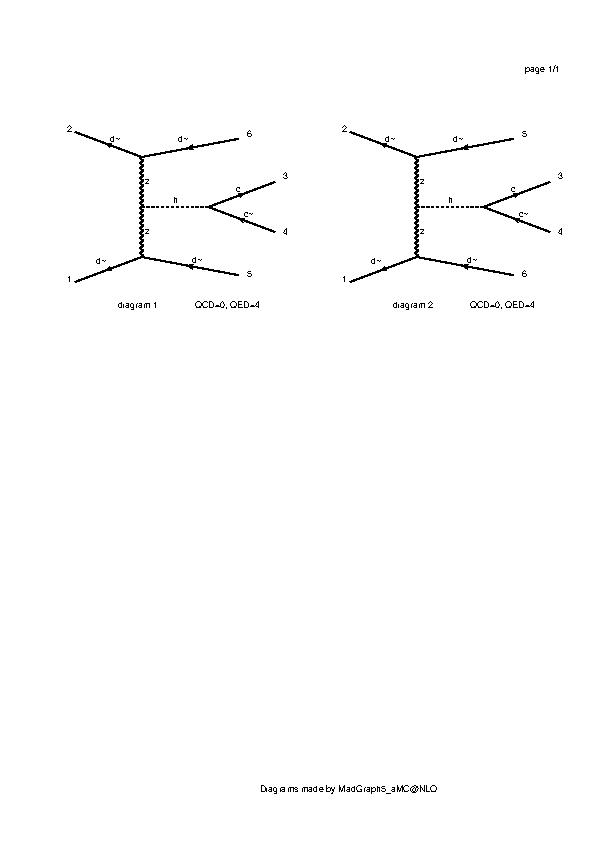 page 1/1
2 d~ d~ 6 2 d~ d~ 5
z c 3 z c 3
h h
z c~ 4 z c~ 4
d~ d~ d~ d~
1 5 1 6
diagram 1 QCD=0, QED=4 diagram 2 QCD=0, QED=4
Diagrams made by MadGraph5_aMC@NLO